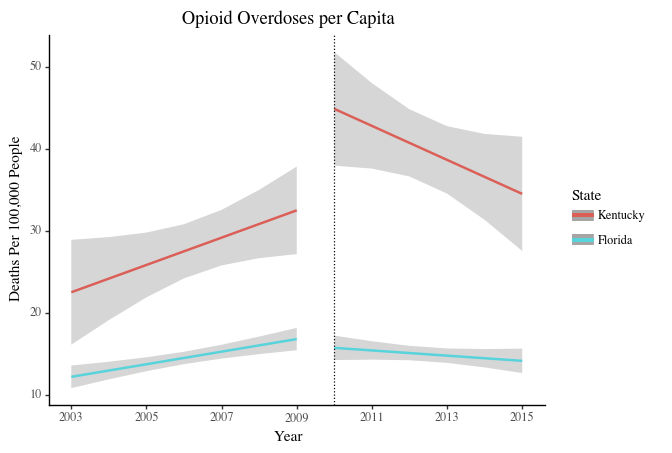 Opioid Overdoses per Capita
Deaths Per 100,000 People
50
40
30
20
10
2003 2005 2007 2009 2011 2013 2015
Year
State
Kentucky
Florida